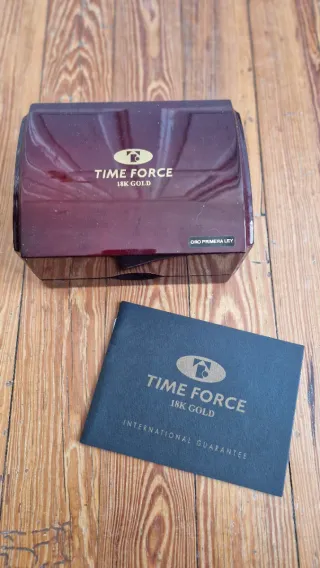 TIME FORCE
18K GOLD
ORO PRIMERA LEY
TIME FORCE
18K GOLD
INTERNATIONAL GUARANTEE